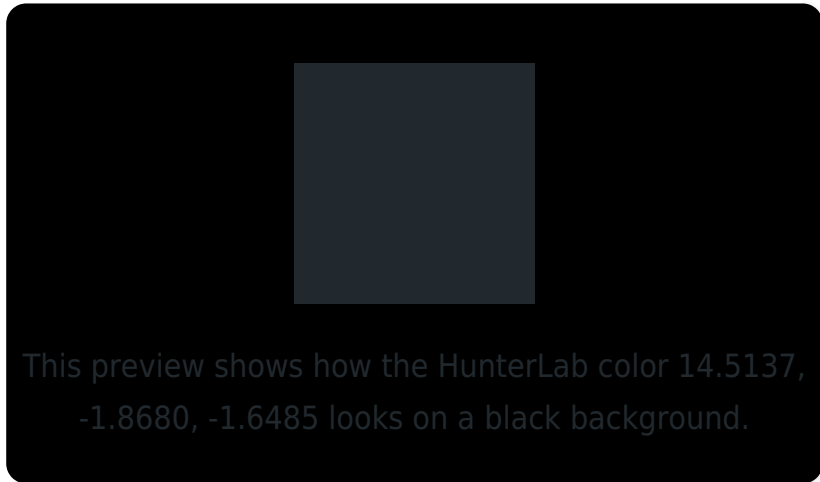 This preview shows how the HunterLab color 14.5137,
-1.8680, -1.6485 looks on a black background.